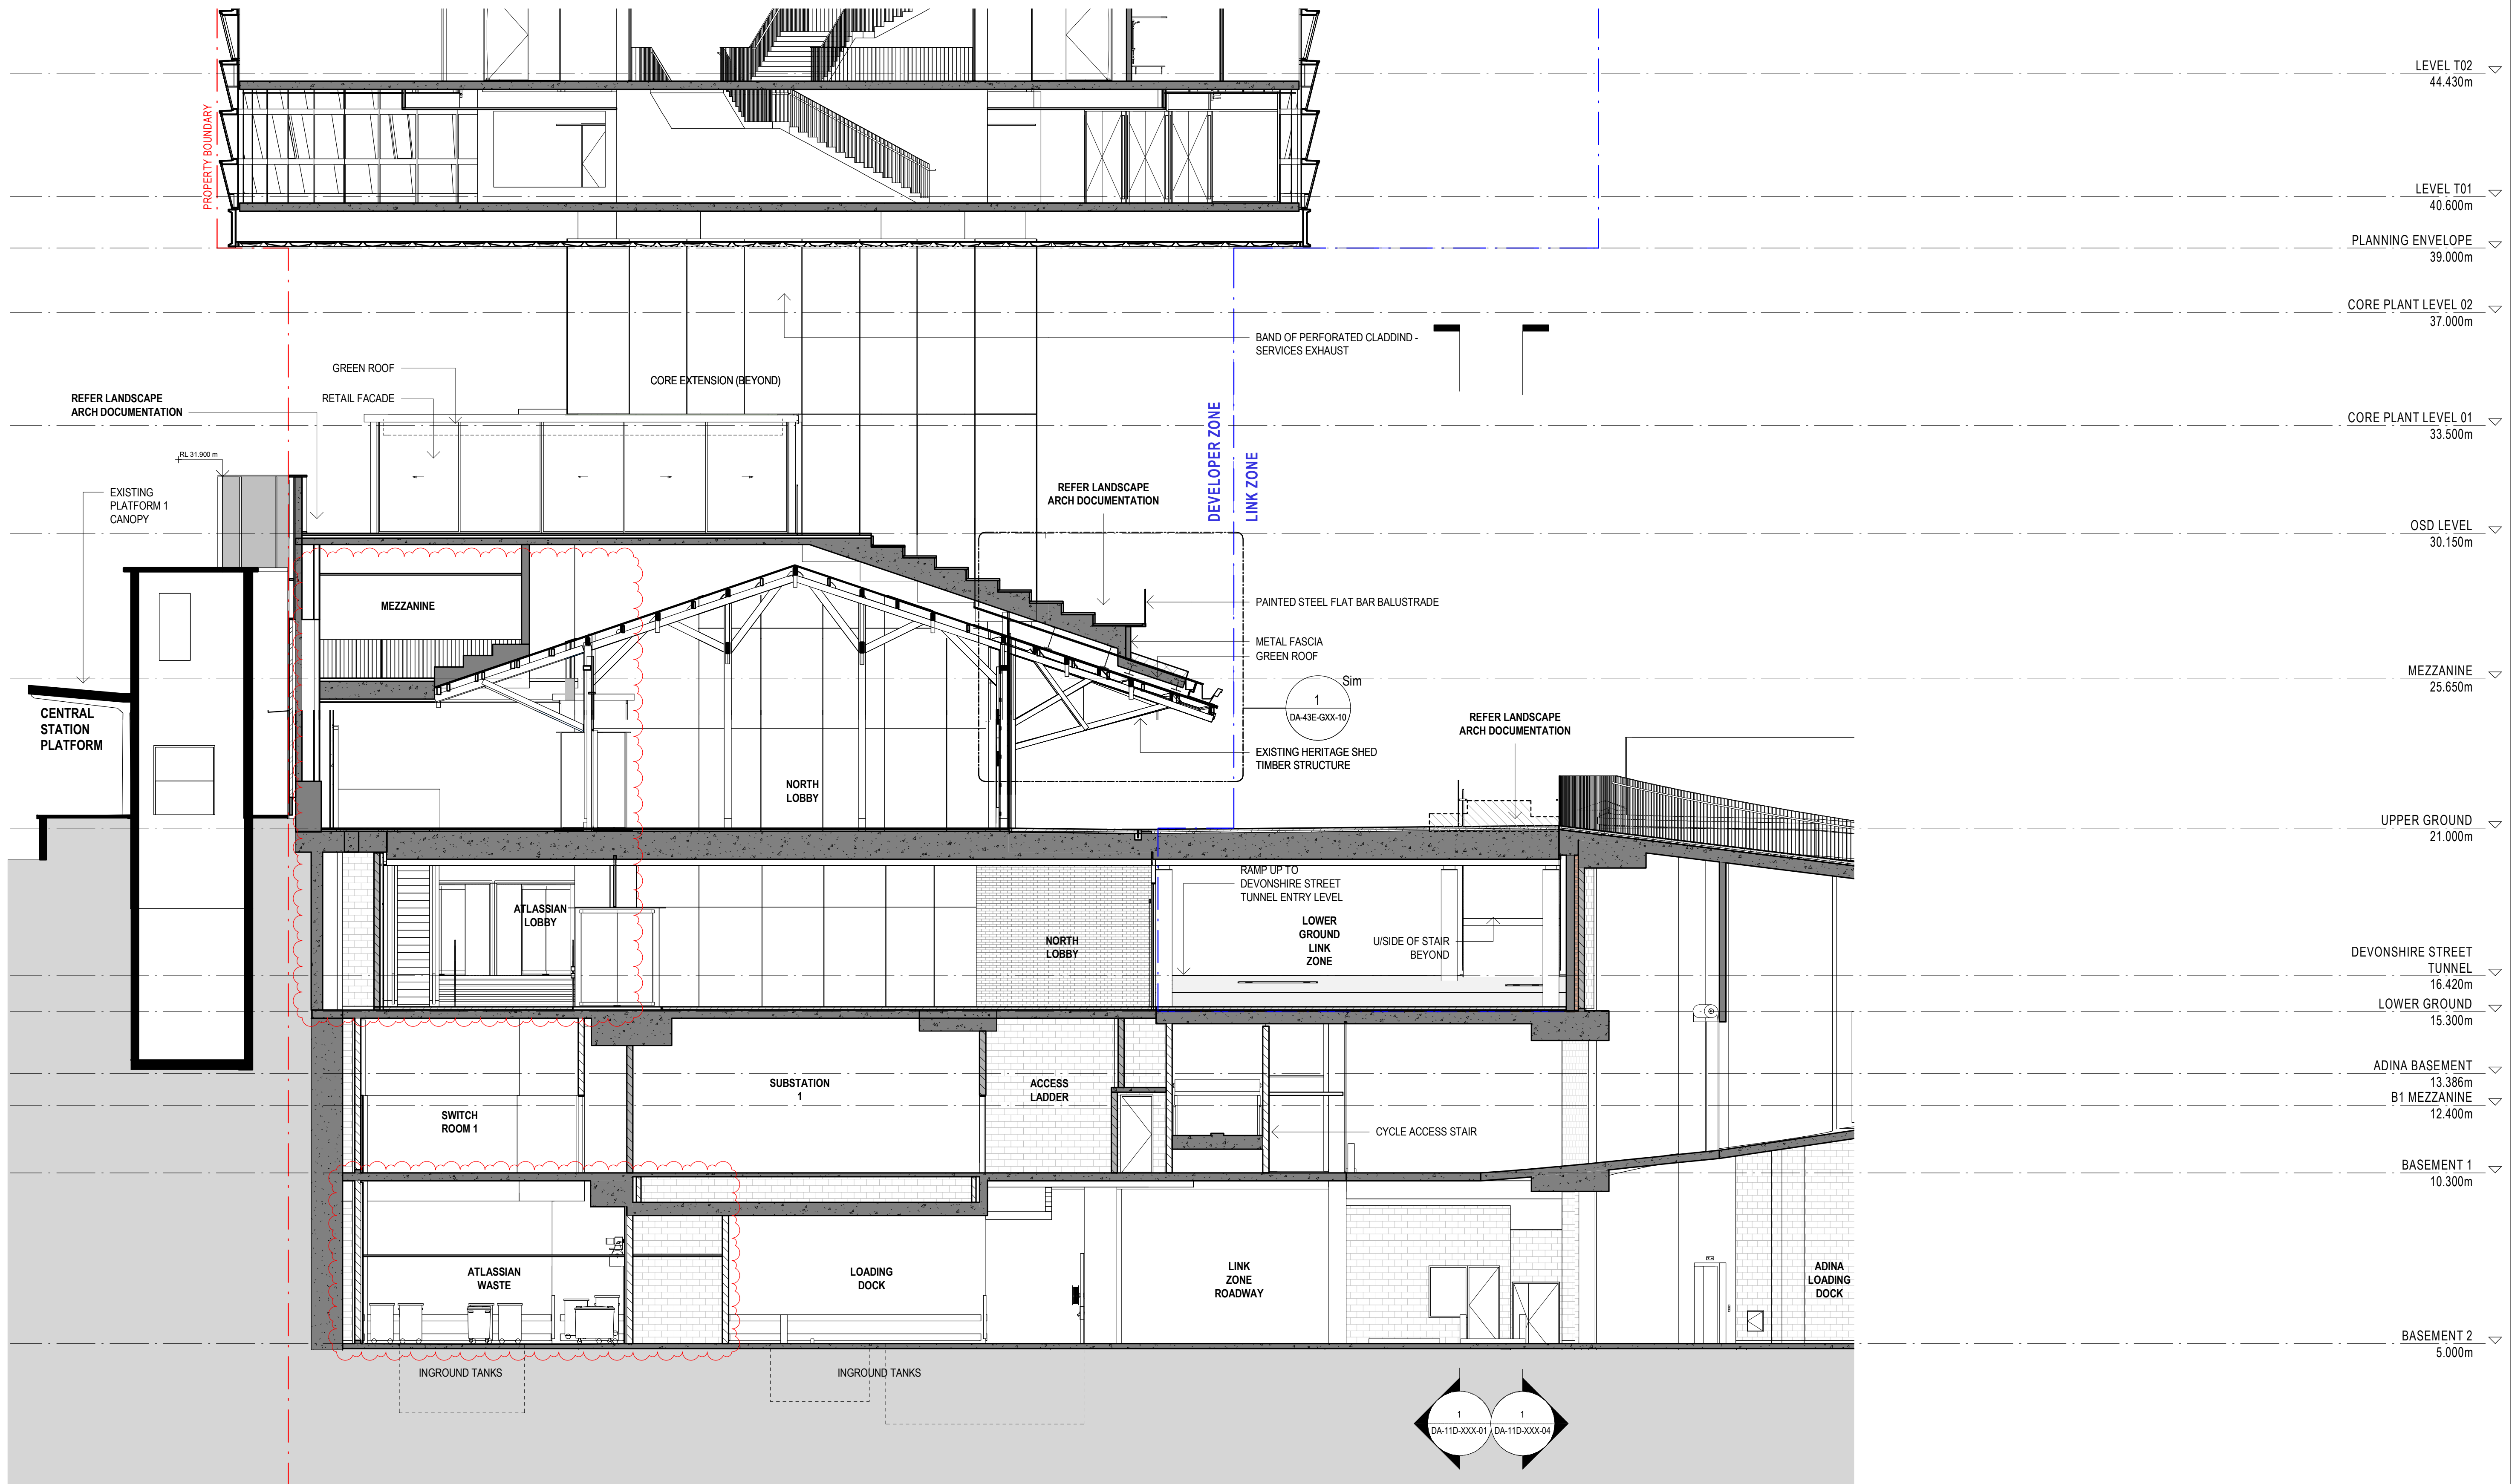 LEVEL T02
44.430m
PROPERTY BOUNDARY
LEVEL T01
40.600m
PLANNING ENVELOPE
39.000m
CORE PLANT LEVEL 02
37.000m
BAND OF PERFORATED CLADDIND -
SERVICES EXHAUST
GREEN ROOF
CORE EXTENSION (BEYOND)
RETAIL FACADE
REFER LANDSCAPE
ARCH DOCUMENTATION
DEVELOPER ZONE
LINK ZONE
CORE PLANT LEVEL 01
33.500m
RL 31.900 m
EXISTING
PLATFORM 1
CANOPY
REFER LANDSCAPE
ARCH DOCUMENTATION
OSD LEVEL
30.150m
MEZZANINE
PAINTED STEEL FLAT BAR BALUSTRADE
METAL FASCIA
GREEN ROOF
MEZZANINE
25.650m
Sim
1
DA-43E-GXX-10
CENTRAL
STATION
PLATFORM
REFER LANDSCAPE
ARCH DOCUMENTATION
EXISTING HERITAGE SHED
TIMBER STRUCTURE
NORTH
LOBBY
UPPER GROUND
21.000m
RAMP UP TO
DEVONSHIRE STREET
TUNNEL ENTRY LEVEL
ATLASSIAN
LOBBY
LOWER
GROUND
LINK
ZONE
NORTH
LOBBY
U/SIDE OF STAIR
BEYOND
DEVONSHIRE STREET
TUNNEL
16.420m
LOWER GROUND
15.300m
ADINA BASEMENT
13.386m
B1 MEZZANINE
12.400m
SUBSTATION
1
ACCESS
LADDER
SWITCH
ROOM 1
CYCLE ACCESS STAIR
BASEMENT 1
10.300m
ATLASSIAN
WASTE
LOADING
DOCK
LINK
ZONE
ROADWAY
ADINA
LOADING
DOCK
BASEMENT 2
5.000m
INGROUND TANKS
INGROUND TANKS
1
DA-11D-XXX-01
1
DA-11D-XXX-04